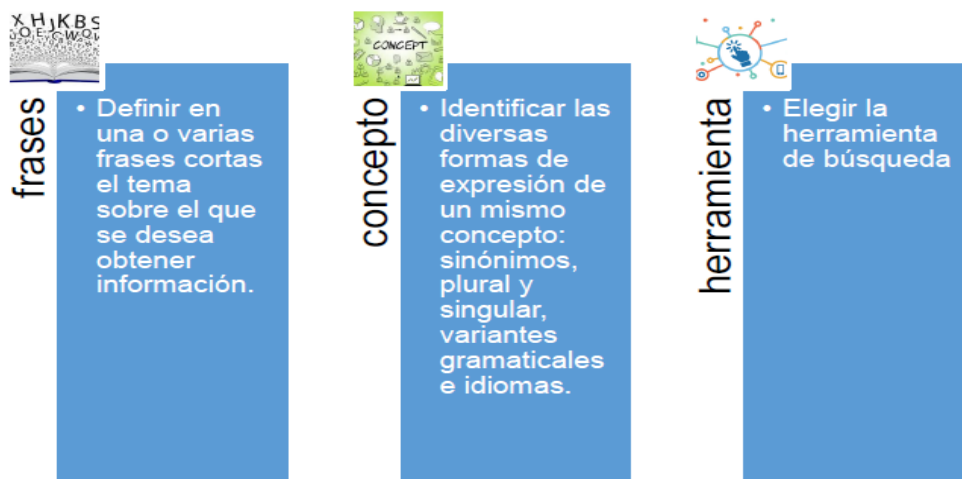 frases
• Definir en
una o varias
frases cortas
el tema
sobre el que
se desea
obtener
información.
CONCEPT
concepto
• Identificar las
diversas
formas de
expresión de
un mismo
concepto:
sinónimos,
plural y
singular,
variantes
gramaticales
e idiomas.
herramienta
• Elegir la
herramienta
de búsqueda